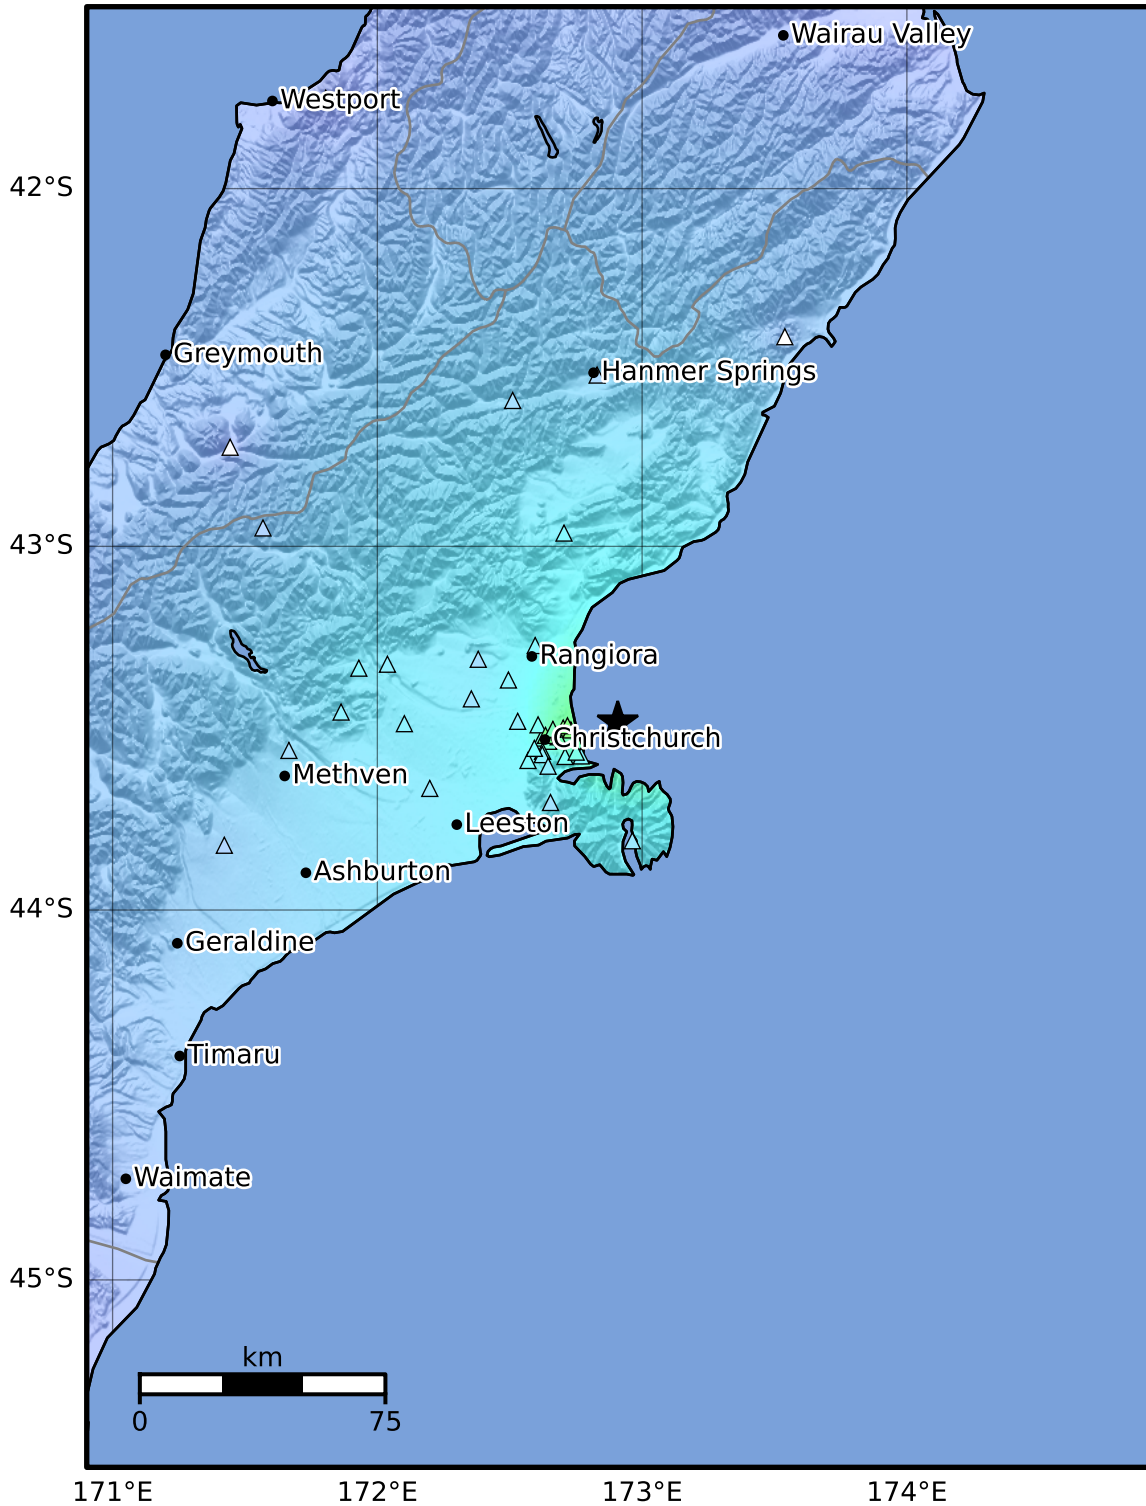 Wairau Valley
Westport
42°S
Greymouth
Hanmer Springs
43°S
Rangiora
Christchurch
Methven
Leeston
Ashburton
44°S
Geraldine
Timaru
Waimate
45°S
km
0 75
171°E 172°E 173°E 174°E